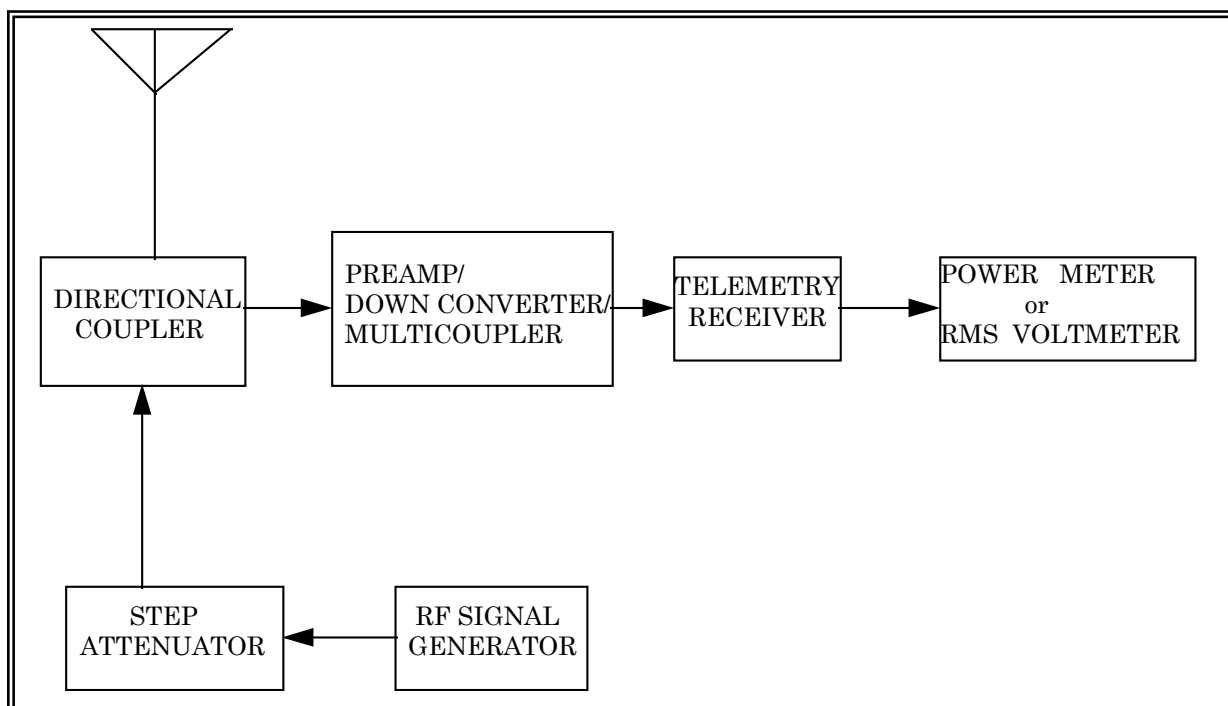 DIRECTIONAL
COUPLER
PREAMP/
DOWN CONVERTER/
MULTICOUPLER
TELEMETRY
RECEIVER
POWER METER
or
RMS VOLTMETER
STEP
ATTENUATOR
RF SIGNAL
GENERATOR